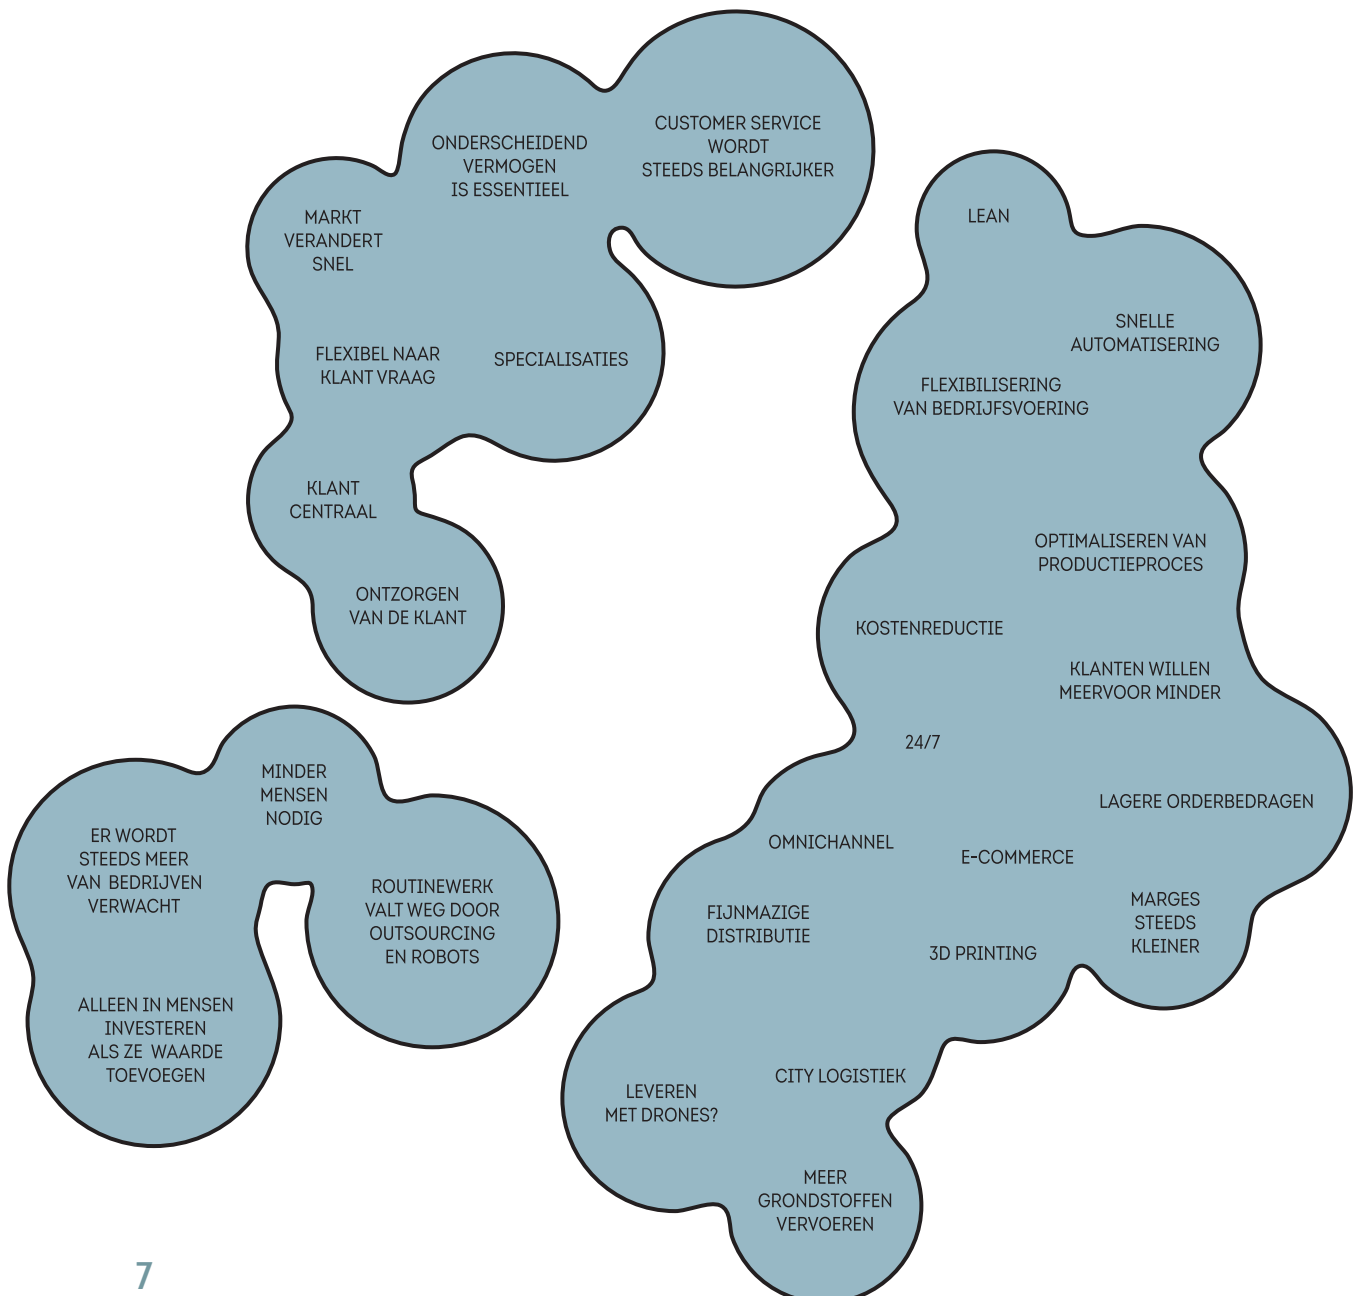 CUSTOMER SERVICE
WORDT
STEEDS BELANGRIJKER
ONDERSCHEIDEND
VERMOGEN
IS ESSENTIEEL
MARKT
VERANDERT
SNEL
FLEXIBEL NAAR
KLANT VRAAG
SPECIALISATIES
KLANT
CENTRAAL
ONTZORGEN
VAN DE KLANT
LEAN
SNELLE
AUTOMATISERING
FLEXIBILISERING
VAN BEDRIJFSVOERING
OPTIMALISEREN VAN
PRODUCTIEPROCES
KOSTENREDUCTIE
KLANTEN WILLEN
MEERVOOR MINDER
24/7
LAGERE ORDERBEDRAGEN
OMNICHANNEL
E-COMMERCE
MARGES
STEEDS
KLEINER
FIJNMAZIGE
DISTRIBUTIE
3D PRINTING
CITY LOGISTIEK
LEVEREN
MET DRONES?
MEER
GRONDSTOFFEN
VERVOEREN
MINDER
MENSEN
NODIG
ER WORDT
STEEDS MEER
VAN BEDRIJVEN
VERWACHT
ROUTINEWERK
VALT WEG DOOR
OUTSOURCING
EN ROBOTS
ALLEEN IN MENSEN
INVESTEREN
ALS ZE WAARDE
TOEVOEGEN
7